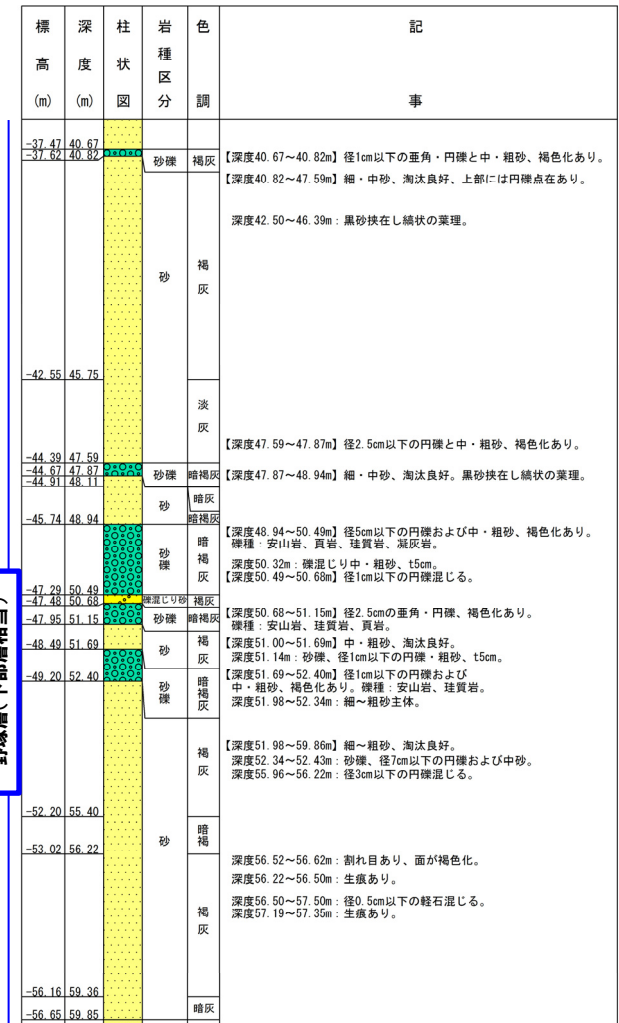 標高(m) 深度(m) 柱状図 岩種区分 色調 記事
-37.47 40.67
-37.62 40.82 砂礫 褐灰 【深度40.67～40.82m】径1cm以下の亜角・円礫と中・粗砂、褐色化あり。
【深度40.82～47.59m】細・中砂、淘汰良好、上部には円礫点在あり。
深度42.50～46.39m：黒砂挟在し縞状の葉理。
砂 褐灰
-42.55 45.75
淡灰
【深度47.59～47.87m】径2.5cm以下の円礫と中・粗砂、褐色化あり。
-44.39 47.59
-44.67 47.87 砂礫 暗褐灰 【深度47.87～48.94m】細・中砂、淘汰良好。黒砂挟在し縞状の葉理。
-44.91 48.11
砂 暗灰
-45.74 48.94 暗褐灰
【深度48.94～50.49m】径5cm以下の円礫および中・粗砂、褐色化あり。
礫種：安山岩、頁岩、珪質岩、凝灰岩。
砂礫 暗褐灰
深度50.32m：礫混じり中・粗砂、t5cm。
【深度50.49～50.68m】径1cm以下の円礫混じる。
-47.29 50.49
-47.48 50.68 礫混じり砂 褐灰
【深度50.68～51.15m】径2.5cmの亜角・円礫、褐色化あり。
-47.95 51.15 砂礫 暗褐灰
礫種：安山岩、珪質岩、頁岩。
【深度51.00～51.69m】中・粗砂、淘汰良好。
-48.49 51.69 砂 褐灰
深度51.14m：砂礫、径1cm以下の円礫・粗砂、t5cm。
【深度51.69～52.40m】径1cm以下の円礫および
-49.20 52.40 砂礫 暗褐灰
中・粗砂、褐色化あり。礫種：安山岩、珪質岩。
深度51.98～52.34m：細～粗砂主体。
【深度51.98～59.86m】細～粗砂、淘汰良好。
褐灰
深度52.34～52.43m：砂礫、径7cm以下の円礫および中砂。
深度55.96～56.22m：径3cm以下の円礫混じる。
-52.20 55.40
砂 暗褐
-53.02 56.22
深度56.52～56.62m：割れ目あり、面が褐色化。
深度56.22～56.50m：生痕あり。
深度56.50～57.50m：径0.5cm以下の軽石混じる。
褐灰
深度57.19～57.35m：生痕あり。
-56.16 59.36
暗灰
-56.65 59.85
野塚層(下部層相当)